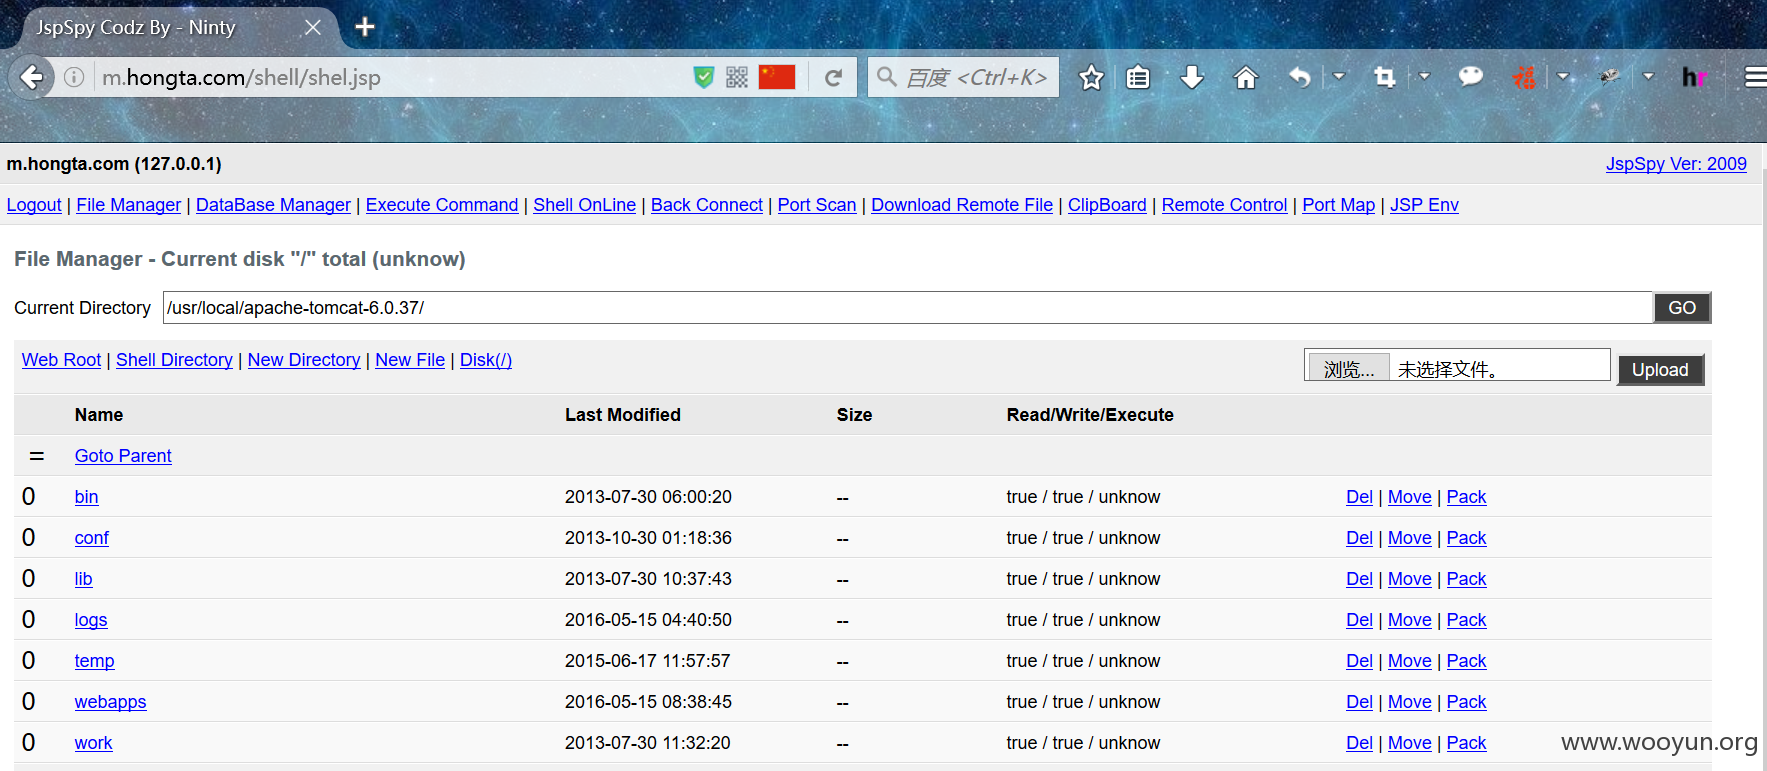 JspSpy Codz By - Ninty
m.hongta.com/shell/shel.jsp
百度 <Ctrl+K>
hr
m.hongta.com (127.0.0.1)
JspSpy Ver: 2009
Logout | File Manager | DataBase Manager | Execute Command | Shell OnLine | Back Connect | Port Scan | Download Remote File | ClipBoard | Remote Control | Port Map | JSP Env
File Manager - Current disk "/" total (unknow)
Current Directory /usr/local/apache-tomcat-6.0.37/ GO
Web Root | Shell Directory | New Directory | New File | Disk(/) 浏览... 未选择文件。 Upload
Name Last Modified Size Read/Write/Execute
= Goto Parent
0 bin 2013-07-30 06:00:20 -- true / true / unknow Del | Move | Pack
0 conf 2013-10-30 01:18:36 -- true / true / unknow Del | Move | Pack
0 lib 2013-07-30 10:37:43 -- true / true / unknow Del | Move | Pack
0 logs 2016-05-15 04:40:50 -- true / true / unknow Del | Move | Pack
0 temp 2015-06-17 11:57:57 -- true / true / unknow Del | Move | Pack
0 webapps 2016-05-15 08:38:45 -- true / true / unknow Del | Move | Pack
0 work 2013-07-30 11:32:20 -- true / true / unknow Del | Move | Pack
www.wooyun.org